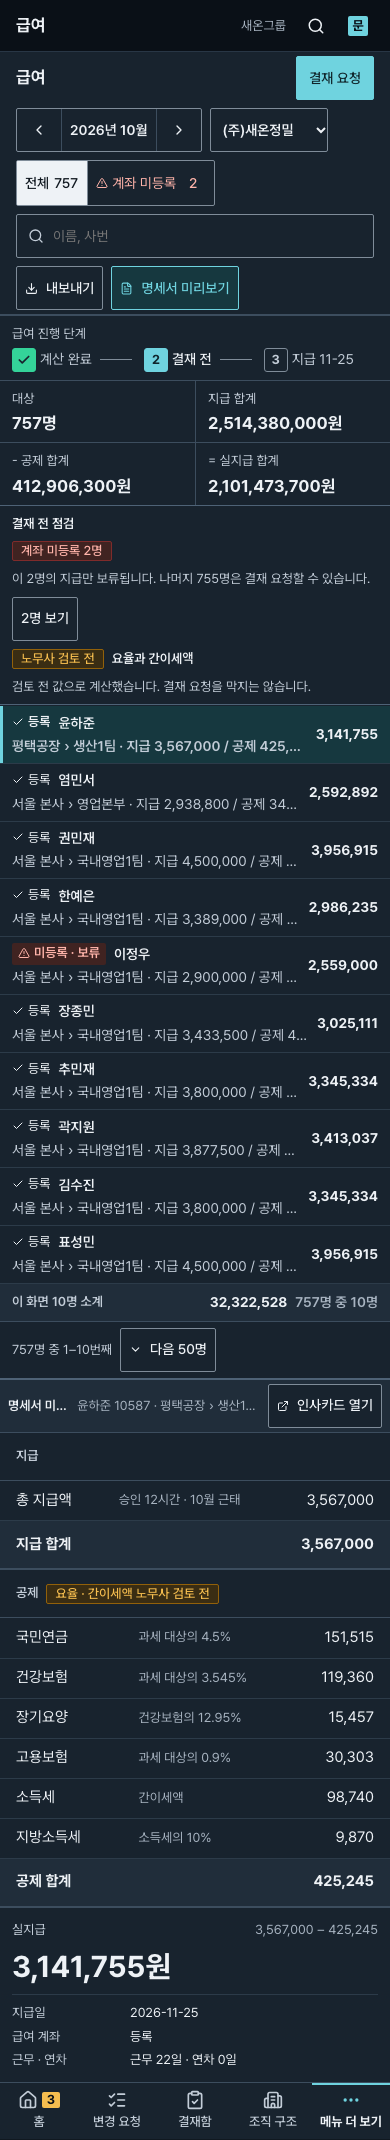 급여
새온그룹
문
급여
결재 요청
2026년 10월
(주)새온정밀
전체 757
계좌 미등록 2
이름, 사번
내보내기
명세서 미리보기
급여 진행 단계
계산 완료
2 결재 전
3 지급 11-25
대상
757명
지급 합계
2,514,380,000원
- 공제 합계
412,906,300원
= 실지급 합계
2,101,473,700원
결재 전 점검
계좌 미등록 2명
이 2명의 지급만 보류됩니다. 나머지 755명은 결재 요청할 수 있습니다.
2명 보기
노무사 검토 전 요율과 간이세액
검토 전 값으로 계산했습니다. 결재 요청을 막지는 않습니다.
등록 윤하준
평택공장 › 생산1팀 · 지급 3,567,000 / 공제 425,...
3,141,755
등록 염민서
서울 본사 › 영업본부 · 지급 2,938,800 / 공제 34...
2,592,892
등록 권민재
서울 본사 › 국내영업1팀 · 지급 4,500,000 / 공제 ...
3,956,915
등록 한예은
서울 본사 › 국내영업1팀 · 지급 3,389,000 / 공제 ...
2,986,235
미등록 · 보류 이정우
서울 본사 › 국내영업1팀 · 지급 2,900,000 / 공제 ...
2,559,000
등록 장종민
서울 본사 › 국내영업1팀 · 지급 3,433,500 / 공제 4...
3,025,111
등록 추민재
서울 본사 › 국내영업1팀 · 지급 3,800,000 / 공제 ...
3,345,334
등록 곽지원
서울 본사 › 국내영업1팀 · 지급 3,877,500 / 공제 ...
3,413,037
등록 김수진
서울 본사 › 국내영업1팀 · 지급 3,800,000 / 공제 ...
3,345,334
등록 표성민
서울 본사 › 국내영업1팀 · 지급 4,500,000 / 공제 ...
3,956,915
이 화면 10명 소계 32,322,528 757명 중 10명
757명 중 1–10번째
다음 50명
명세서 미... 윤하준 10587 · 평택공장 › 생산1...
인사카드 열기
지급
총 지급액 승인 12시간 · 10월 근태 3,567,000
지급 합계 3,567,000
공제 요율 · 간이세액 노무사 검토 전
국민연금 과세 대상의 4.5% 151,515
건강보험 과세 대상의 3.545% 119,360
장기요양 건강보험의 12.95% 15,457
고용보험 과세 대상의 0.9% 30,303
소득세 간이세액 98,740
지방소득세 소득세의 10% 9,870
공제 합계 425,245
실지급 3,567,000 − 425,245
3,141,755원
지급일 2026-11-25
급여 계좌 등록
근무 · 연차 근무 22일 · 연차 0일
3
홈
변경 요청
결재함
조직 구조
메뉴 더 보기